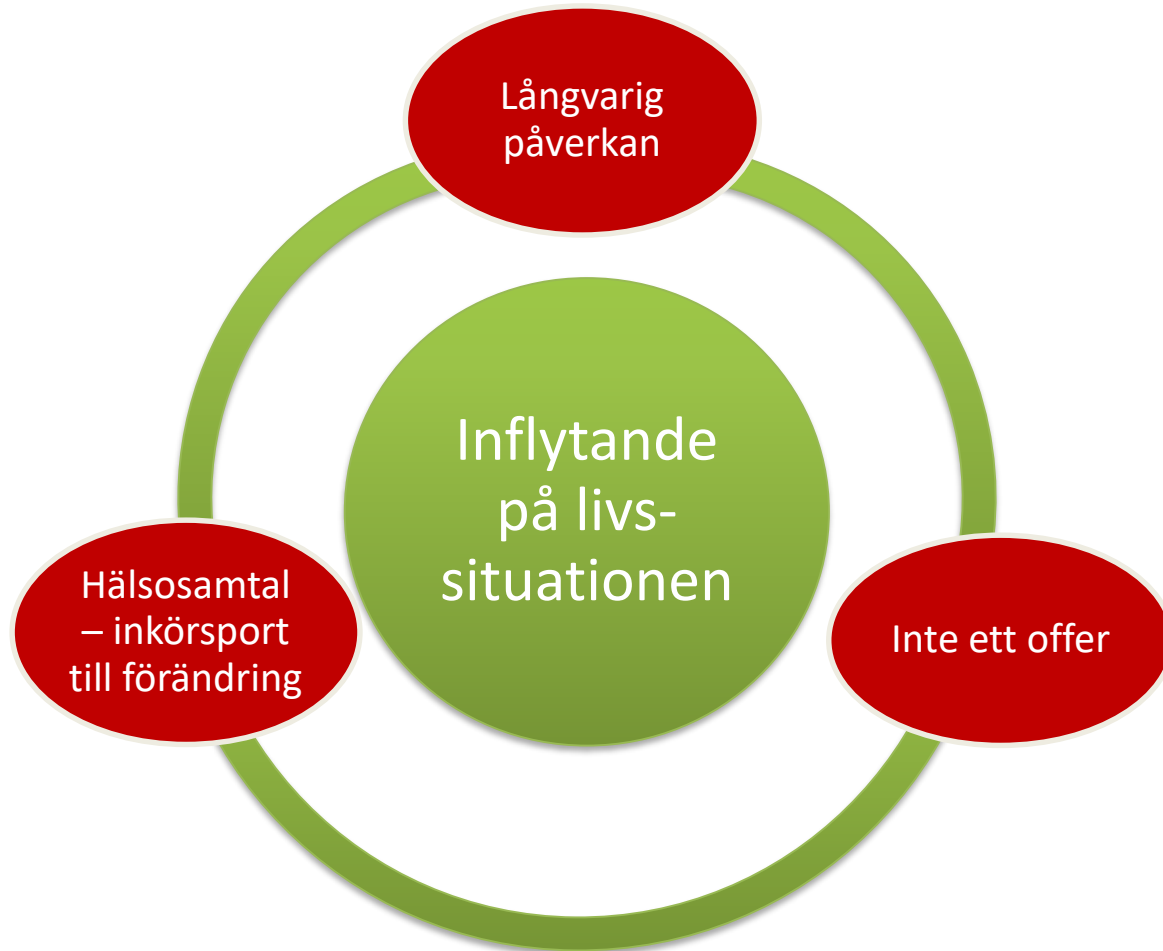 Långvarig
påverkan
Inflytande
på livs-
situationen
Hälsosamtal
– inkörsport
till förändring
Inte ett offer